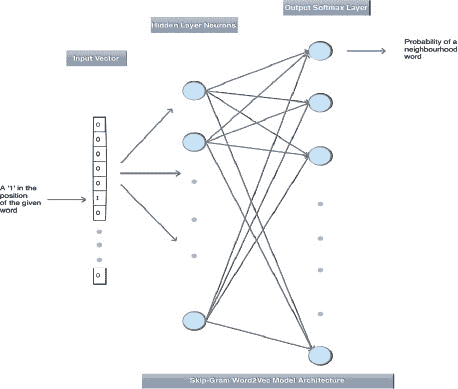 Output Softmax Layer
Hidden Layer Neurons
Probability of a
neighbourhood
word
Input Vector
0
0
0
0
0
1
0
0
A '1' in the
position
of the given
word
Skip-Gram Word2Vec Model Architecture